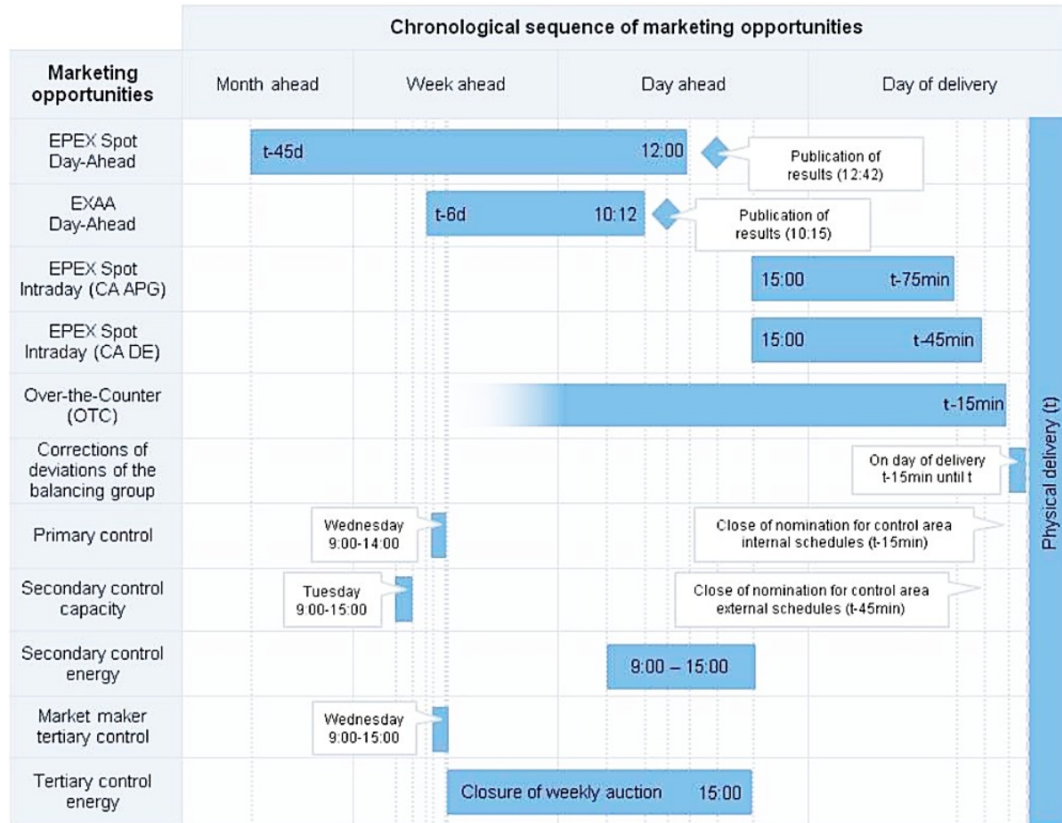 Chronological sequence of marketing opportunities
Marketing
opportunities
Month ahead
Week ahead
Day ahead
Day of delivery
EPEX Spot
Day-Ahead
t-45d
12:00
Publication of
results (12:42)
EXAA
Day-Ahead
t-6d
10:12
Publication of
results (10:15)
EPEX Spot
Intraday (CA APG)
15:00
t-75min
EPEX Spot
Intraday (CA DE)
15:00
t-45min
Over-the-Counter
(OTC)
t-15min
Corrections of
deviations of the
balancing group
On day of delivery
t-15min until t
Primary control
Wednesday
9:00-14:00
Close of nomination for control area
internal schedules (t-15min)
Secondary control
capacity
Tuesday
9:00-15:00
Close of nomination for control area
external schedules (t-45min)
Secondary control
energy
9:00 – 15:00
Market maker
tertiary control
Wednesday
9:00-15:00
Tertiary control
energy
Closure of weekly auction
15:00
Physical delivery (t)